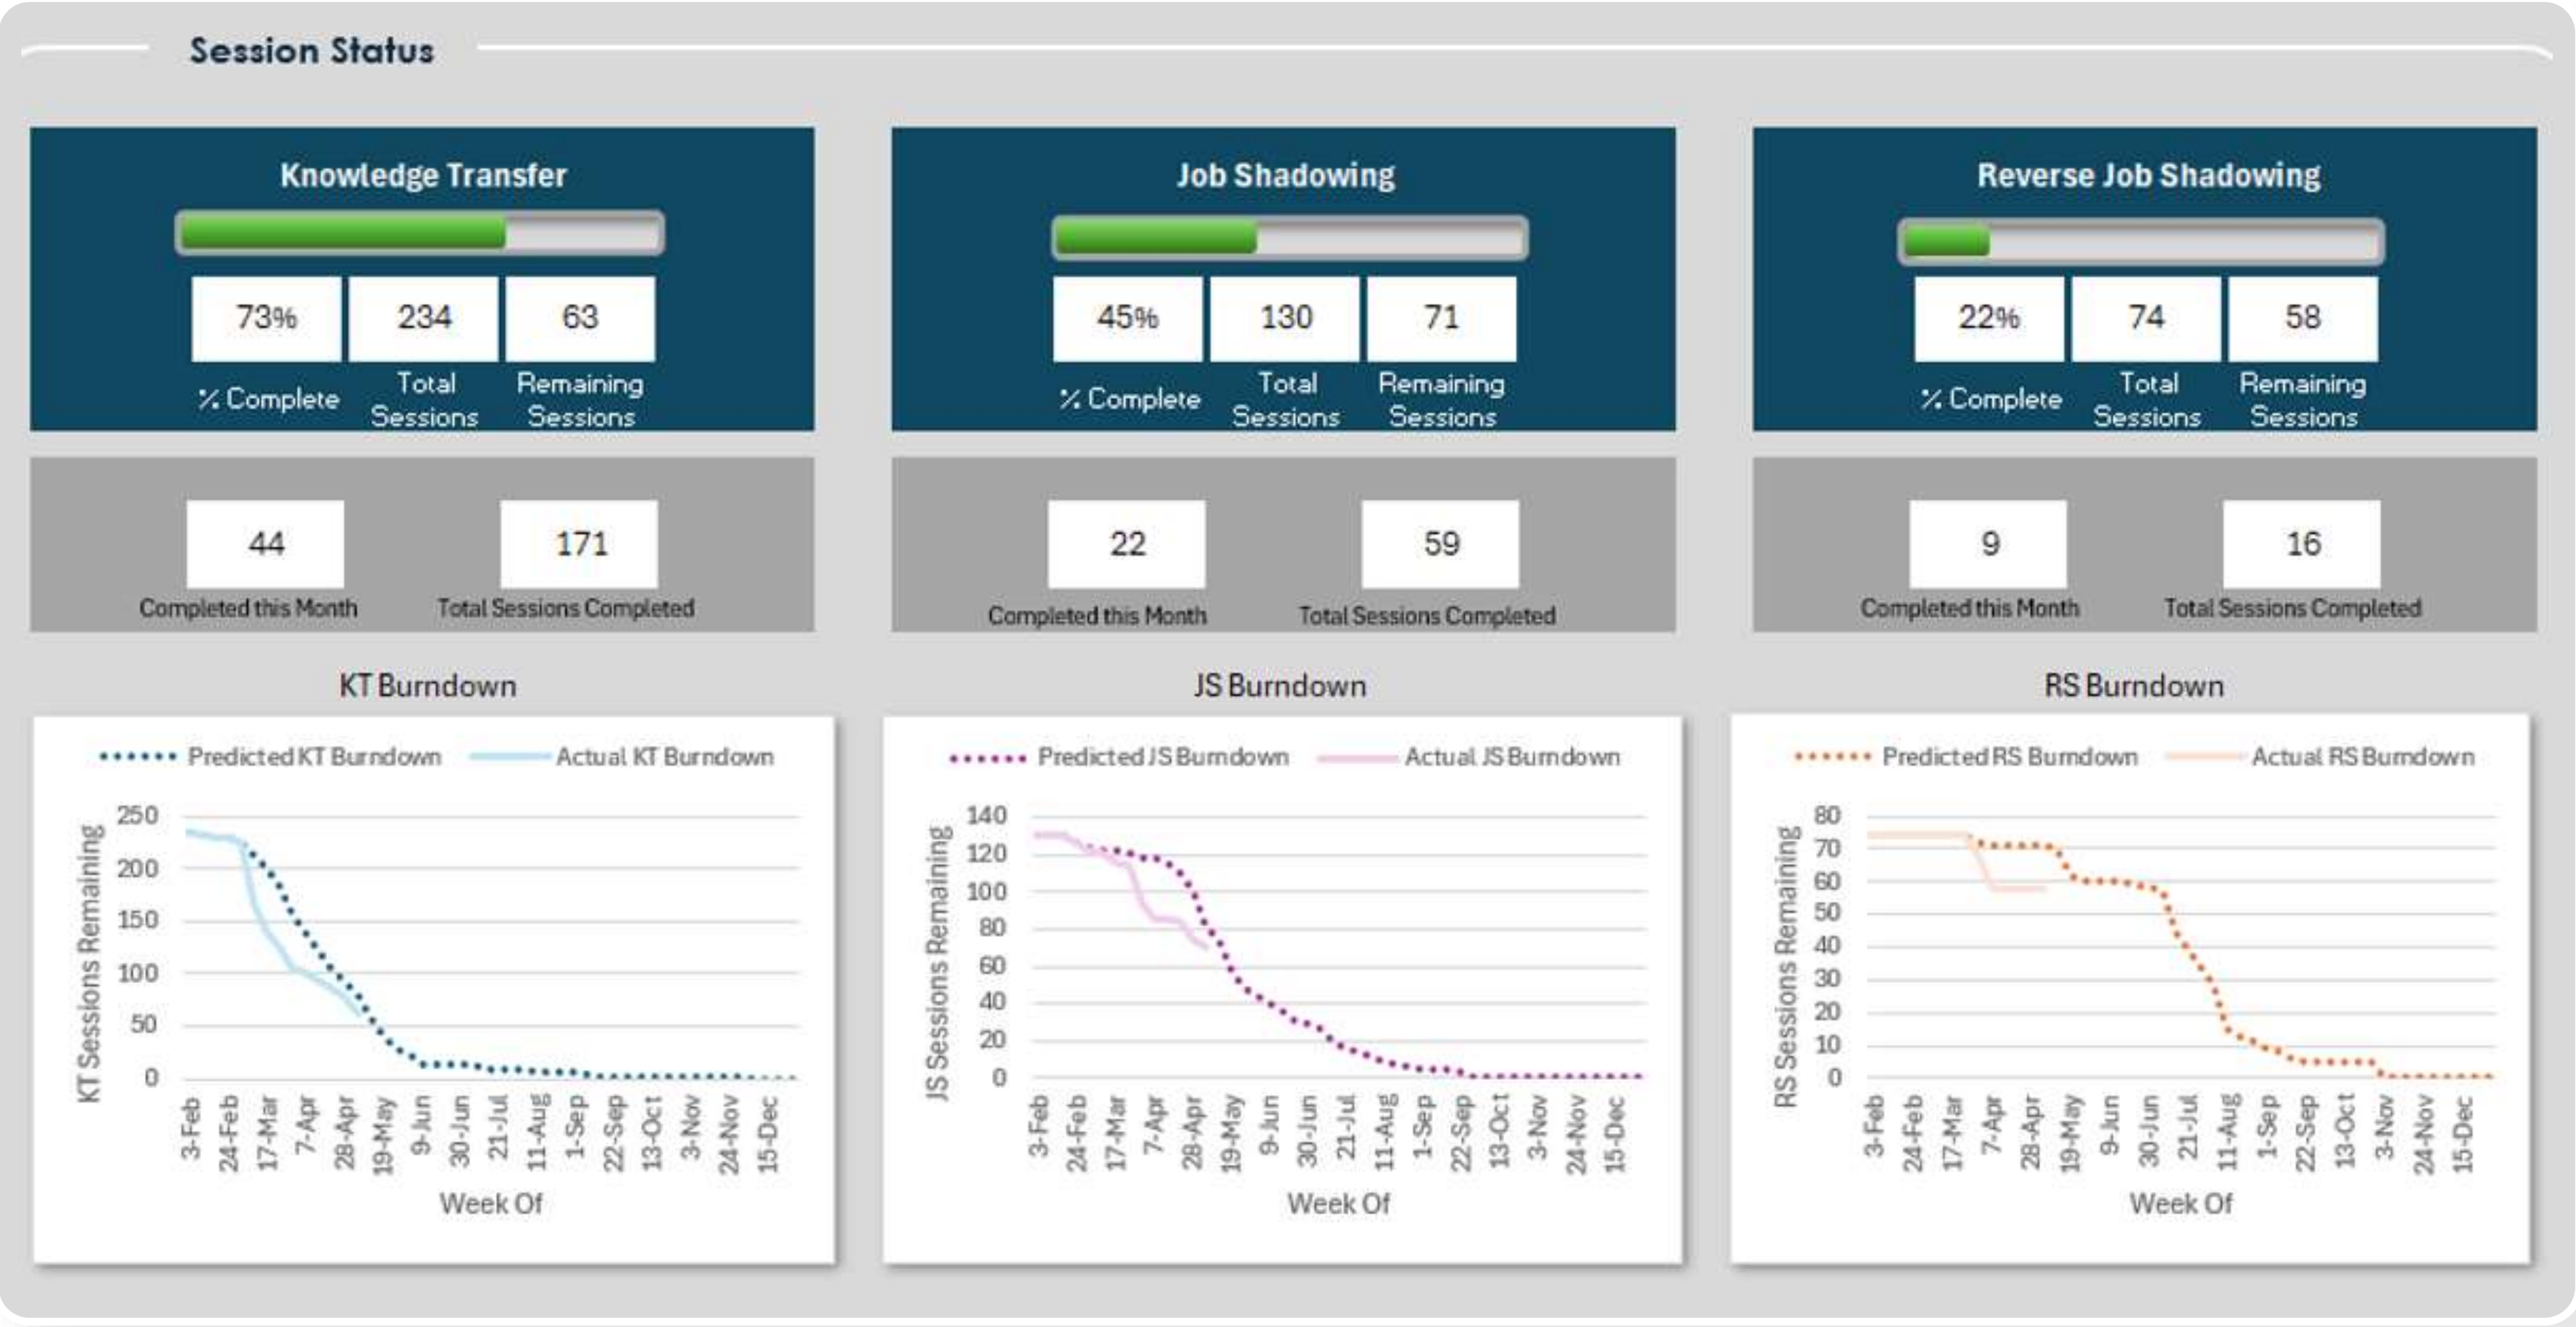 Session Status
Knowledge Transfer
73%
234
63
% Complete
Total
Sessions
Remaining
Sessions
44
171
Completed this Month
Total Sessions Completed
Job Shadowing
45%
130
71
% Complete
Total
Sessions
Remaining
Sessions
22
59
Completed this Month
Total Sessions Completed
Reverse Job Shadowing
22%
74
58
% Complete
Total
Sessions
Remaining
Sessions
9
16
Completed this Month
Total Sessions Completed
KT Burndown
Predicted KT Burndown
Actual KT Burndown
KT Sessions Remaining
250
200
150
100
50
0
3-Feb
24-Feb
17-Mar
7-Apr
28-Apr
19-May
9-Jun
30-Jun
21-Jul
11-Aug
1-Sep
22-Sep
13-Oct
3-Nov
24-Nov
15-Dec
Week Of
JS Burndown
Predicted JS Burndown
Actual JS Burndown
JS Sessions Remaining
140
120
100
80
60
40
20
0
3-Feb
24-Feb
17-Mar
7-Apr
28-Apr
19-May
9-Jun
30-Jun
21-Jul
11-Aug
1-Sep
22-Sep
13-Oct
3-Nov
24-Nov
15-Dec
Week Of
RS Burndown
Predicted RS Burndown
Actual RS Burndown
RS Sessions Remaining
80
70
60
50
40
30
20
10
0
3-Feb
24-Feb
17-Mar
7-Apr
28-Apr
19-May
9-Jun
30-Jun
21-Jul
11-Aug
1-Sep
22-Sep
13-Oct
3-Nov
24-Nov
15-Dec
Week Of